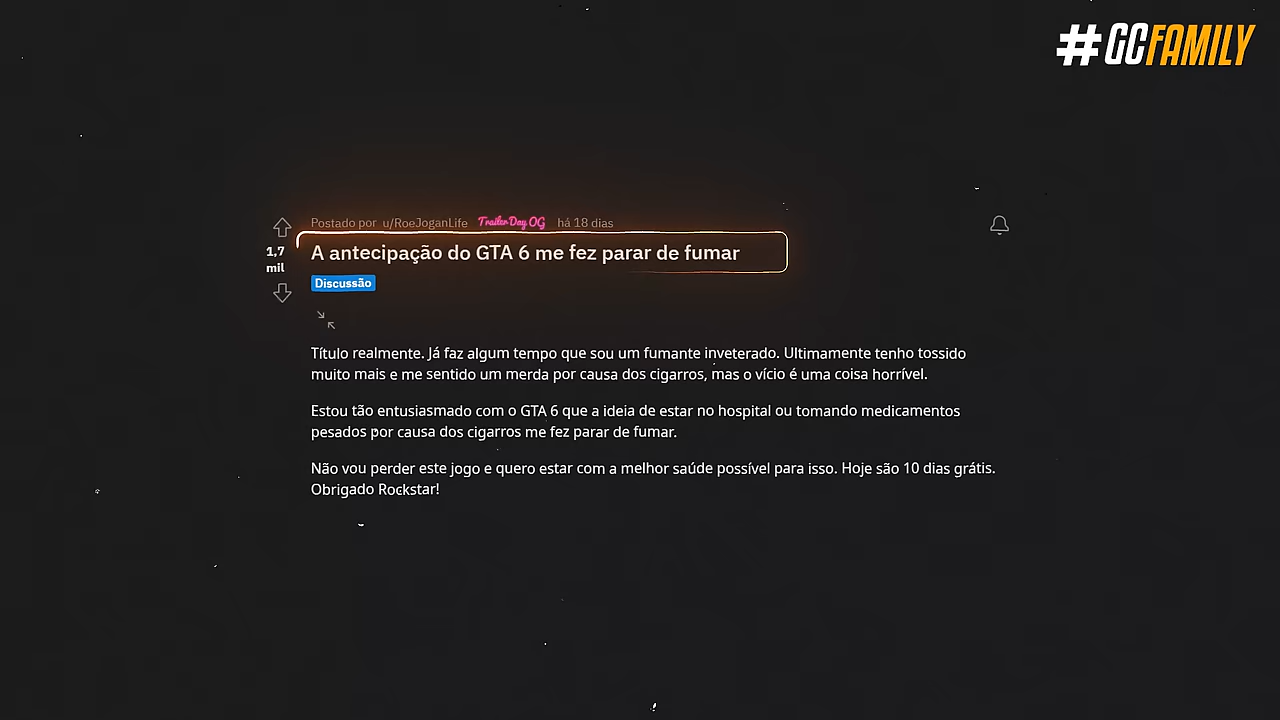 #GCFAMILY
Postado por u/RoeJoganLife Trailer Day OG há 18 dias
1,7
mil
A antecipação do GTA 6 me fez parar de fumar
Discussão
Título realmente. Já faz algum tempo que sou um fumante inveterado. Ultimamente tenho tossido
muito mais e me sentido um merda por causa dos cigarros, mas o vício é uma coisa horrível.
Estou tão entusiasmado com o GTA 6 que a ideia de estar no hospital ou tomando medicamentos
pesados por causa dos cigarros me fez parar de fumar.
Não vou perder este jogo e quero estar com a melhor saúde possível para isso. Hoje são 10 dias grátis.
Obrigado Rockstar!